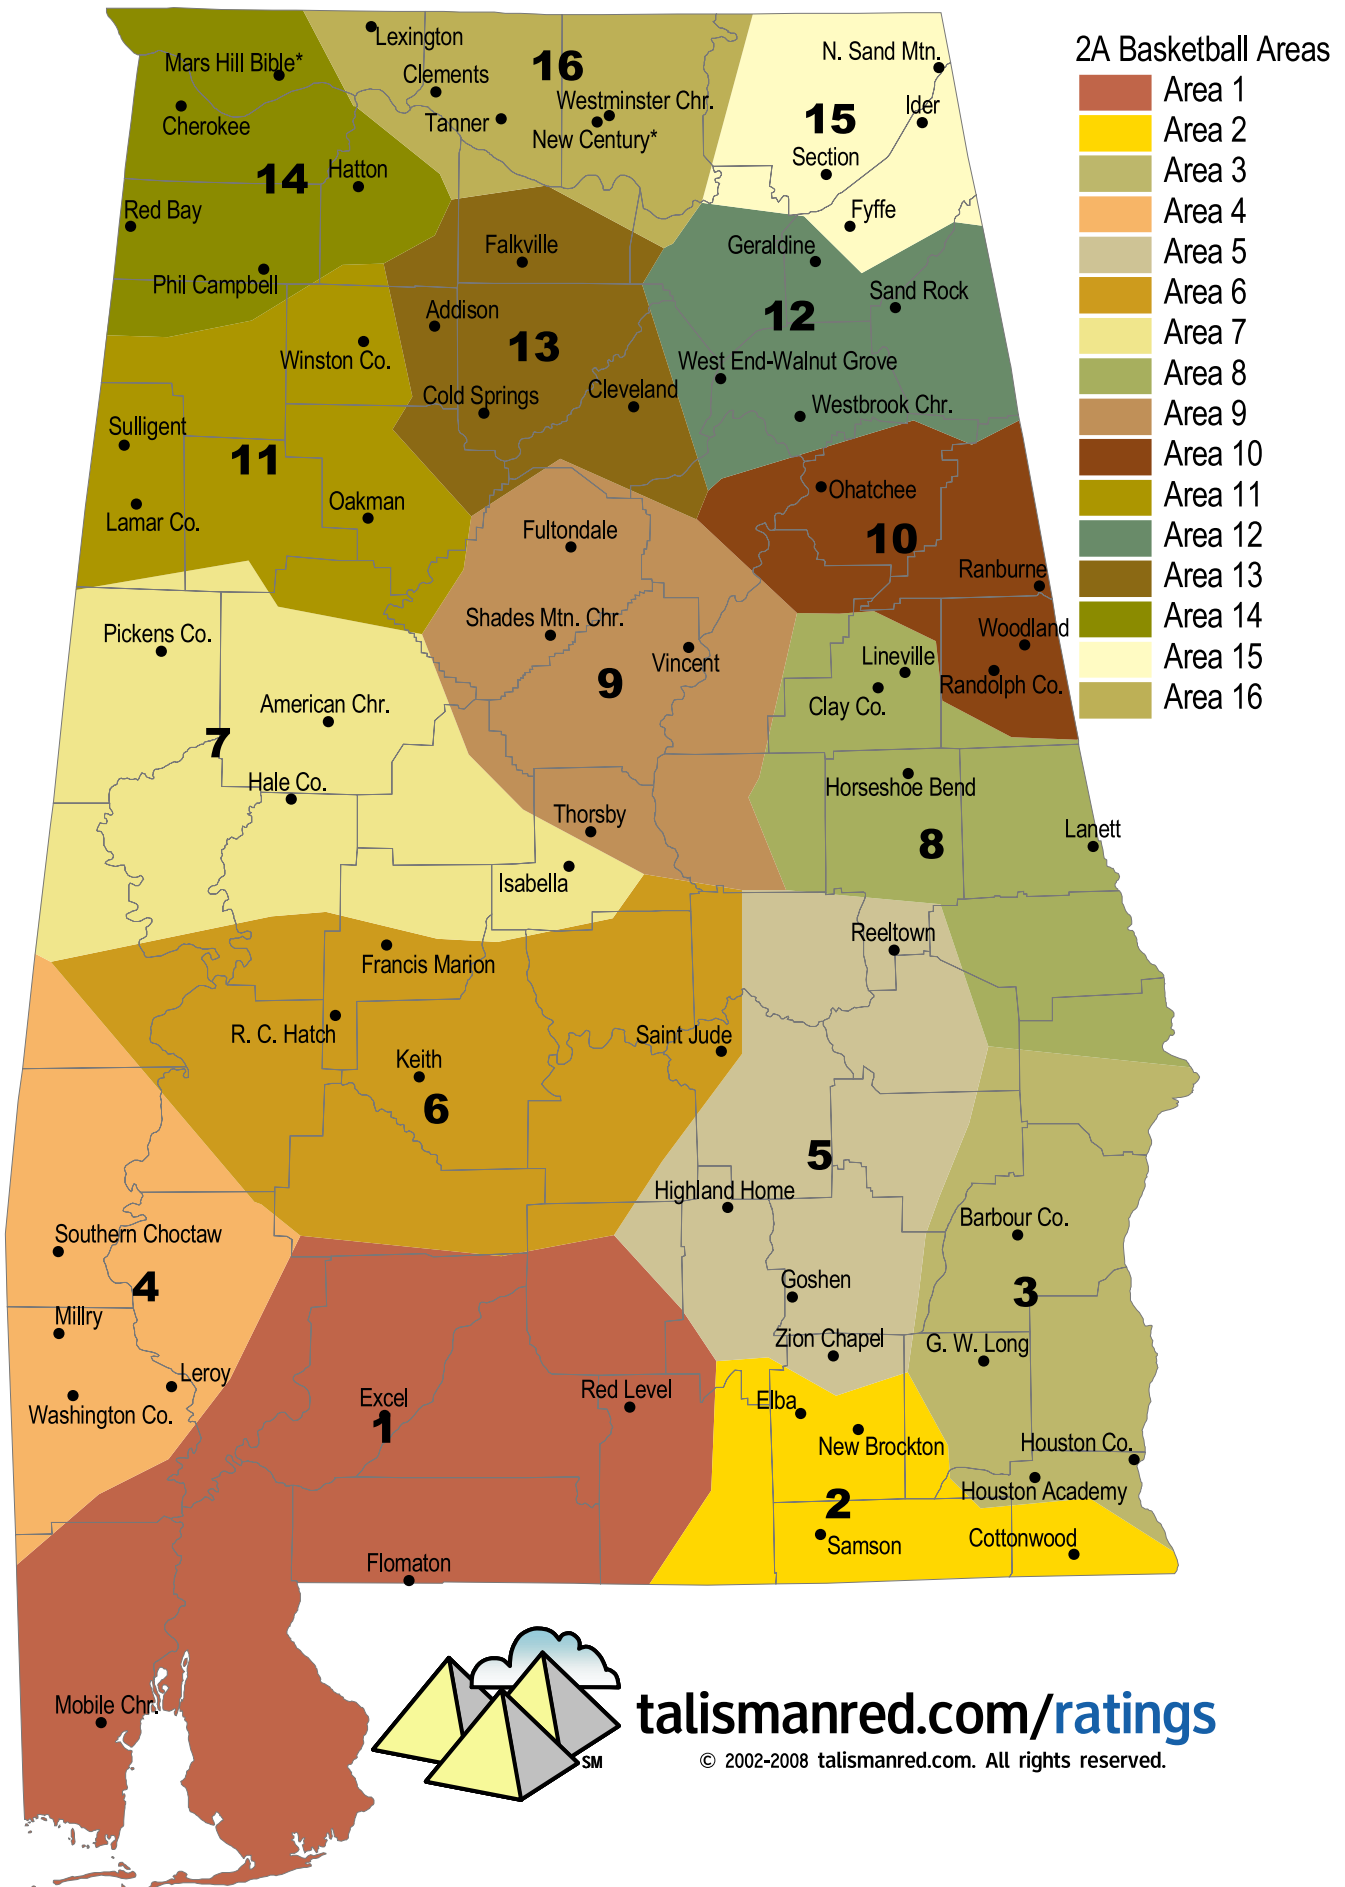 2A Basketball Areas
Area 1
Area 2
Area 3
Area 4
Area 5
Area 6
Area 7
Area 8
Area 9
Area 10
Area 11
Area 12
Area 13
Area 14
Area 15
Area 16
Lexington
Mars Hill Bible*
16
N. Sand Mtn.
Clements
Westminster Chr.
Ider
Cherokee
Tanner
New Century*
15
Section
Hatton
14
Red Bay
Fyffe
Falkville
Geraldine
Phil Campbell
Sand Rock
Addison
12
Winston Co.
13
West End-Walnut Grove
Cold Springs
Cleveland
Westbrook Chr.
Sulligent
11
Oakman
Ohatchee
Lamar Co.
Fultondale
10
Ranburne
Shades Mtn. Chr.
Pickens Co.
Woodland
Vincent
Lineville
9
Randolph Co.
American Chr.
Clay Co.
7
Hale Co.
Horseshoe Bend
Thorsby
Lanett
8
Isabella
Reeltown
Francis Marion
R. C. Hatch
Saint Jude
Keith
6
5
Highland Home
Barbour Co.
Southern Choctaw
4
Goshen
3
Millry
Zion Chapel
G. W. Long
Leroy
Red Level
Washington Co.
Excel
Elba
1
New Brockton
Houston Co.
Houston Academy
2
Samson
Cottonwood
Flomaton
Mobile Chr.
SM
talismanred.com/ratings
© 2002-2008 talismanred.com. All rights reserved.